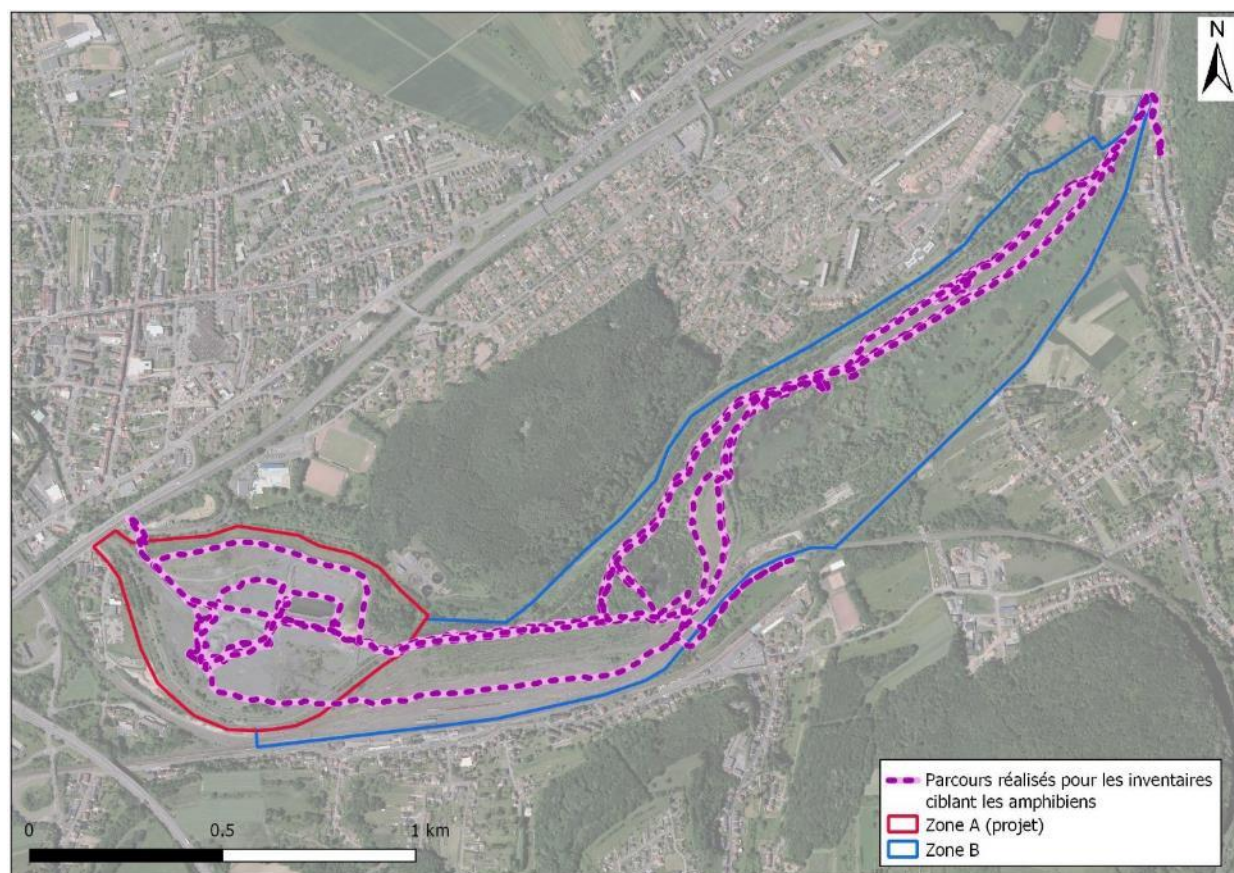 N
Parcours réalisés pour les inventaires
ciblant les amphibiens
Zone A (projet)
Zone B
0 0.5 1 km